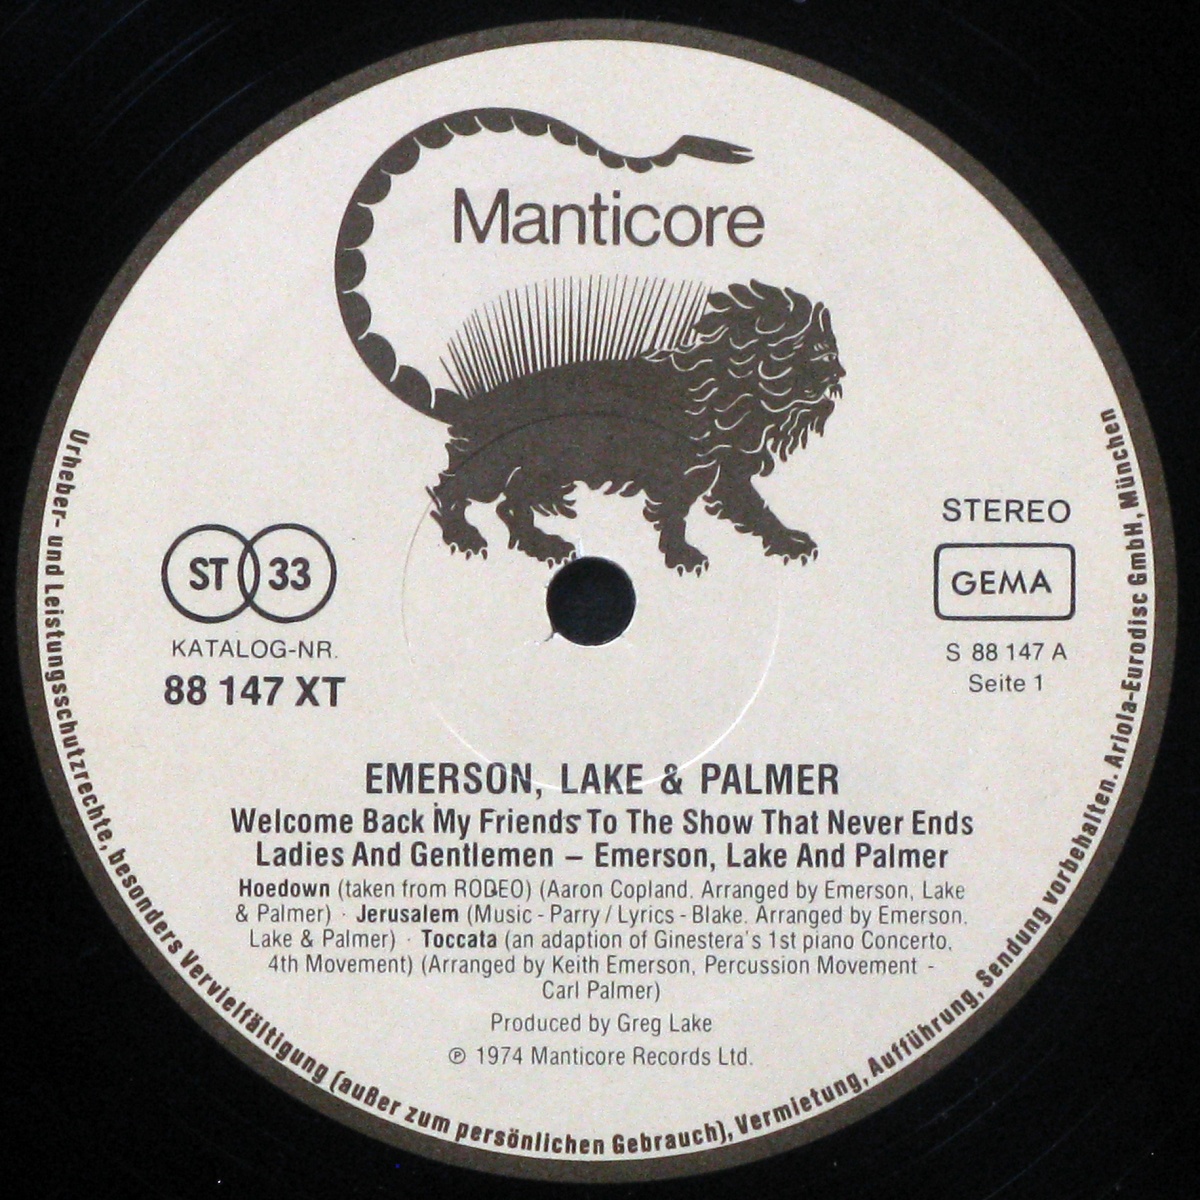 Manticore
STEREO
ST 33
GEMA
KATALOG-NR.
88 147 XT
S 88 147 A
Seite 1
EMERSON, LAKE & PALMER
Welcome Back My Friends To The Show That Never Ends
Ladies And Gentlemen – Emerson, Lake And Palmer
Hoedown (taken from RODEO) (Aaron Copland. Arranged by Emerson, Lake
& Palmer) · Jerusalem (Music - Parry / Lyrics - Blake. Arranged by Emerson.
Lake & Palmer) · Toccata (an adaption of Ginestera's 1st piano Concerto,
4th Movement) (Arranged by Keith Emerson, Percussion Movement -
Carl Palmer)
Produced by Greg Lake
℗ 1974 Manticore Records Ltd.
Urheber- und Leistungsschutzrechte, besonders Vervielfältigung (außer zum persönlichen Gebrauch), Vermietung, Aufführung, Sendung vorbehalten. Ariola-Eurodisc GmbH, München